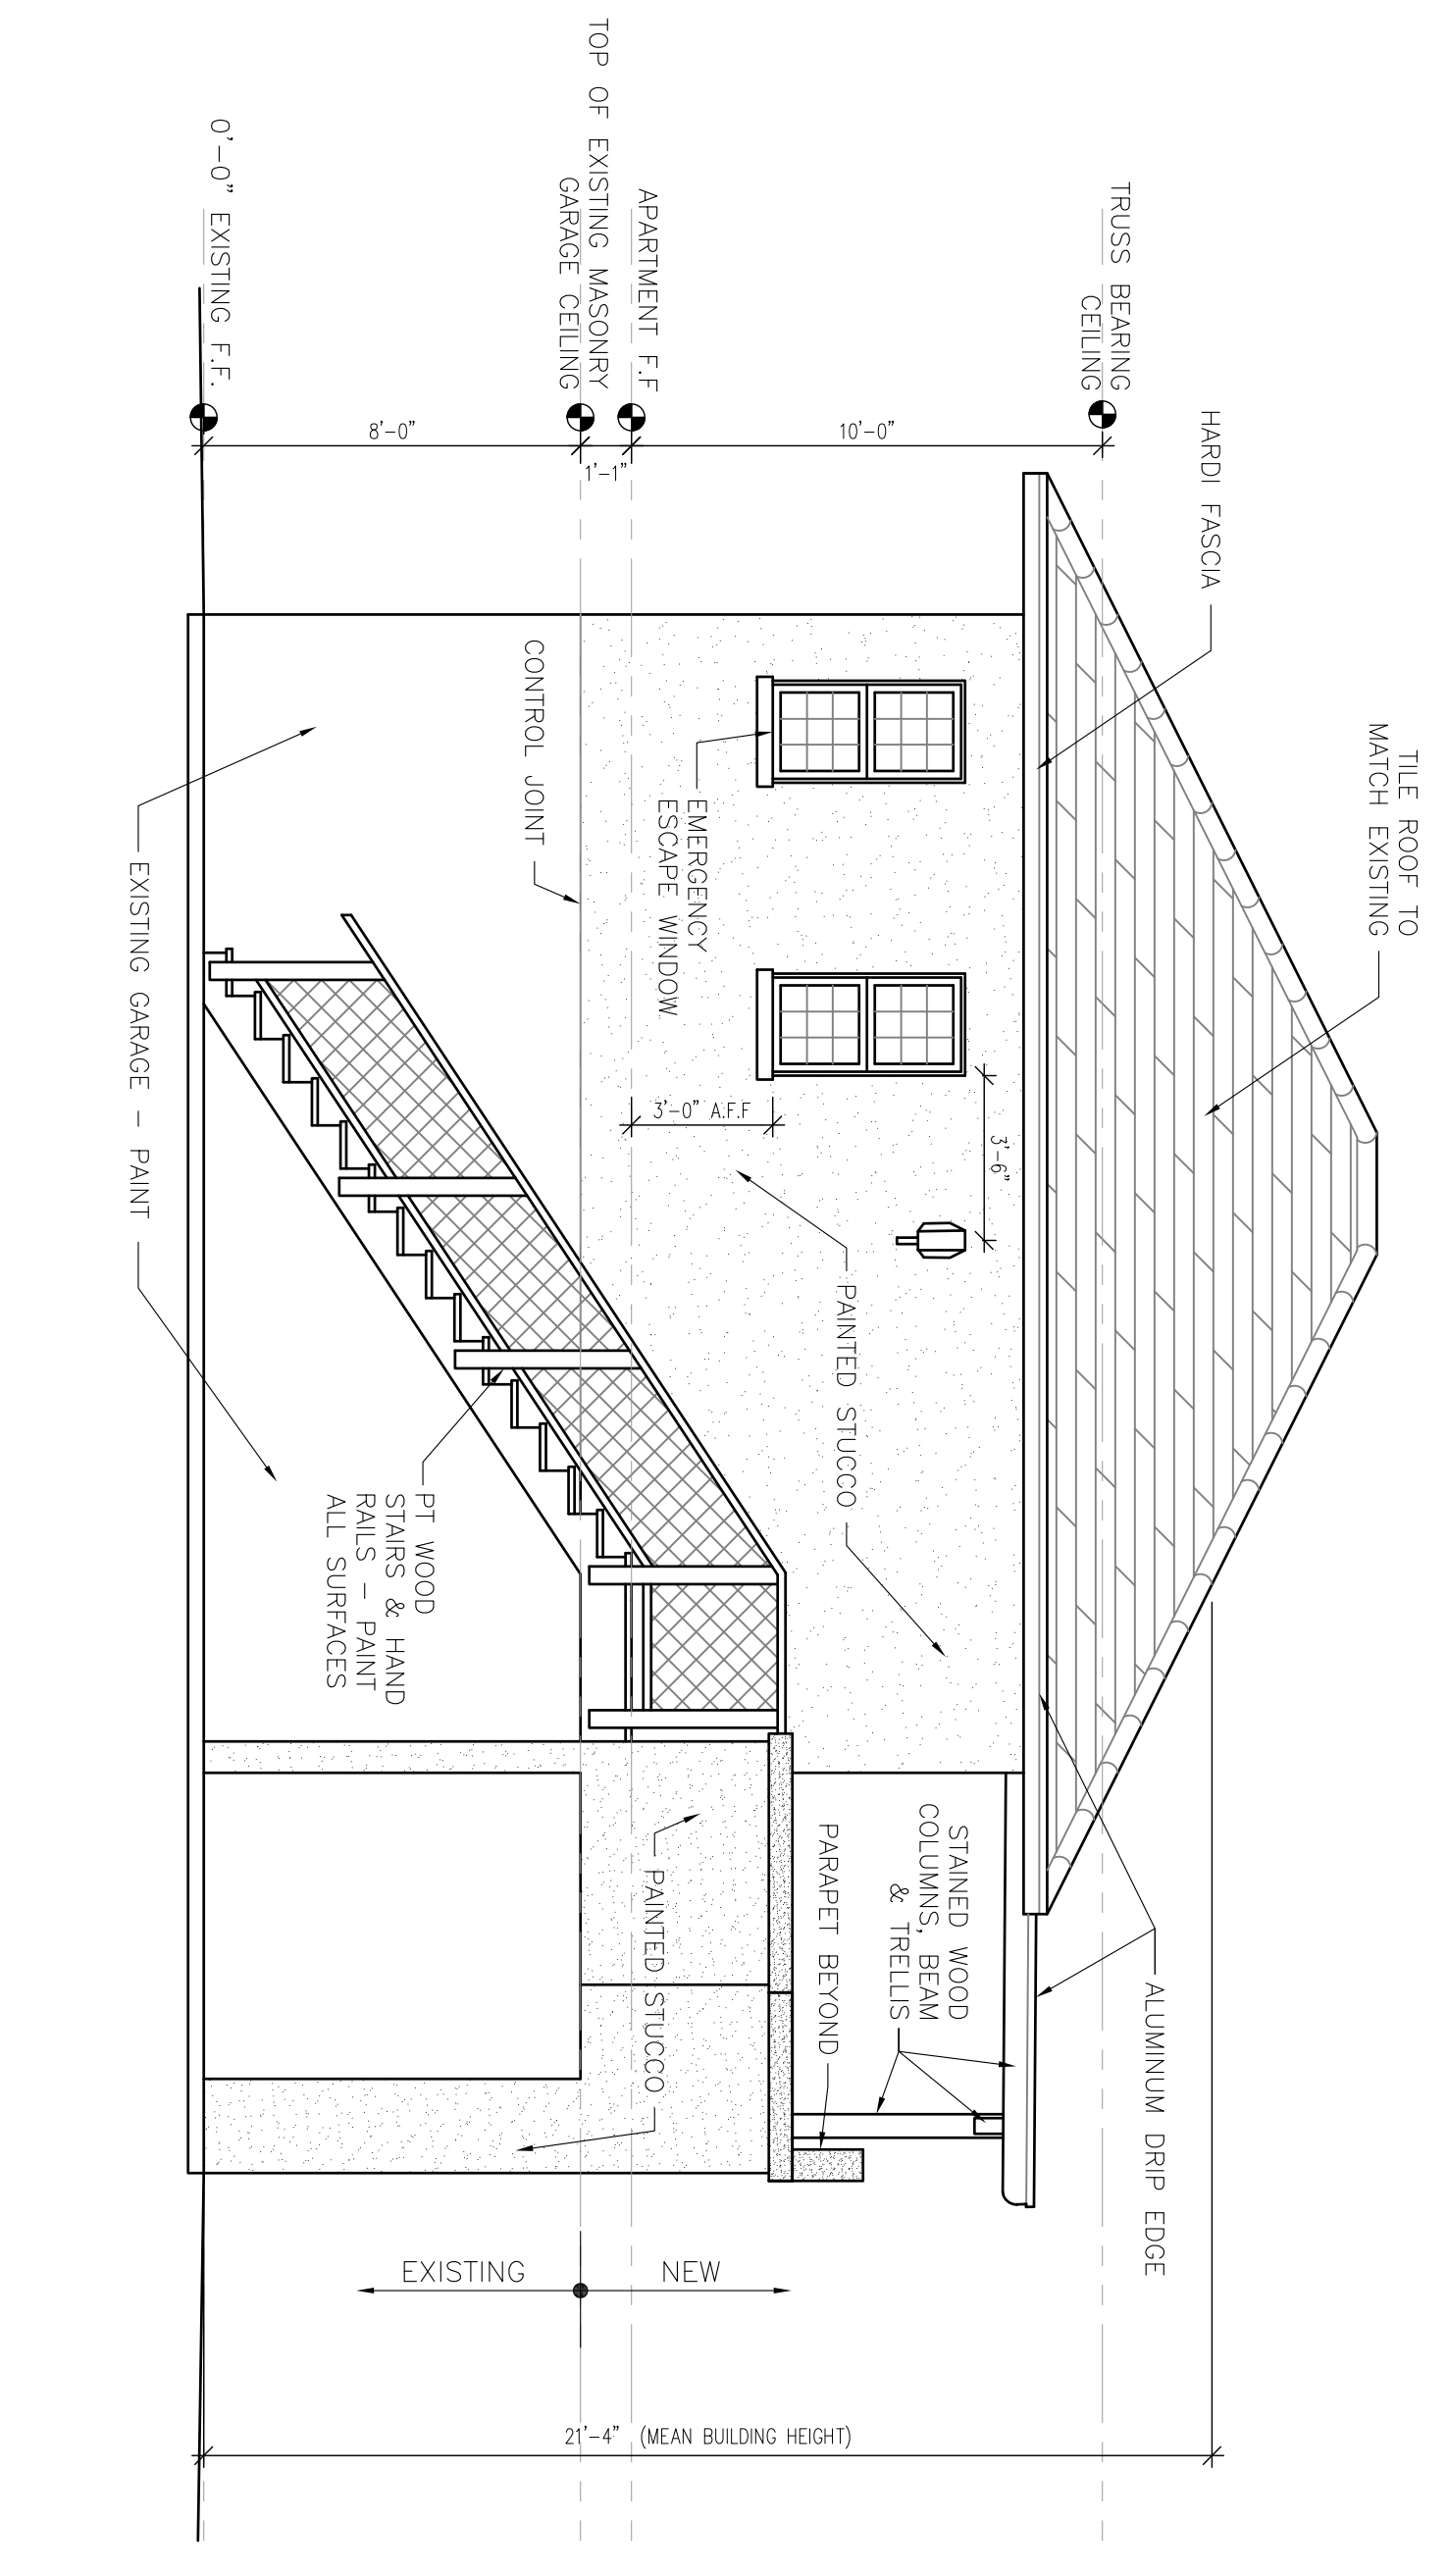 TILE ROOF TO
MATCH EXISTING
HARDI FASCIA
TRUSS BEARING
CEILING
10'-0"
APARTMENT F.F
1'-1"
TOP OF EXISTING MASONRY
GARAGE CEILING
8'-0"
0'-0" EXISTING F.F.
EMERGENCY
ESCAPE WINDOW
CONTROL JOINT
3'-6"
3'-0" A.F.F
PAINTED STUCCO
EXISTING GARAGE - PAINT
PT WOOD
STAIRS & HAND
RAILS - PAINT
ALL SURFACES
ALUMINUM DRIP EDGE
STAINED WOOD
COLUMNS, BEAM
& TRELLIS
PARAPET BEYOND
PAINTED STUCCO
NEW
EXISTING
21'-4" (MEAN BUILDING HEIGHT)